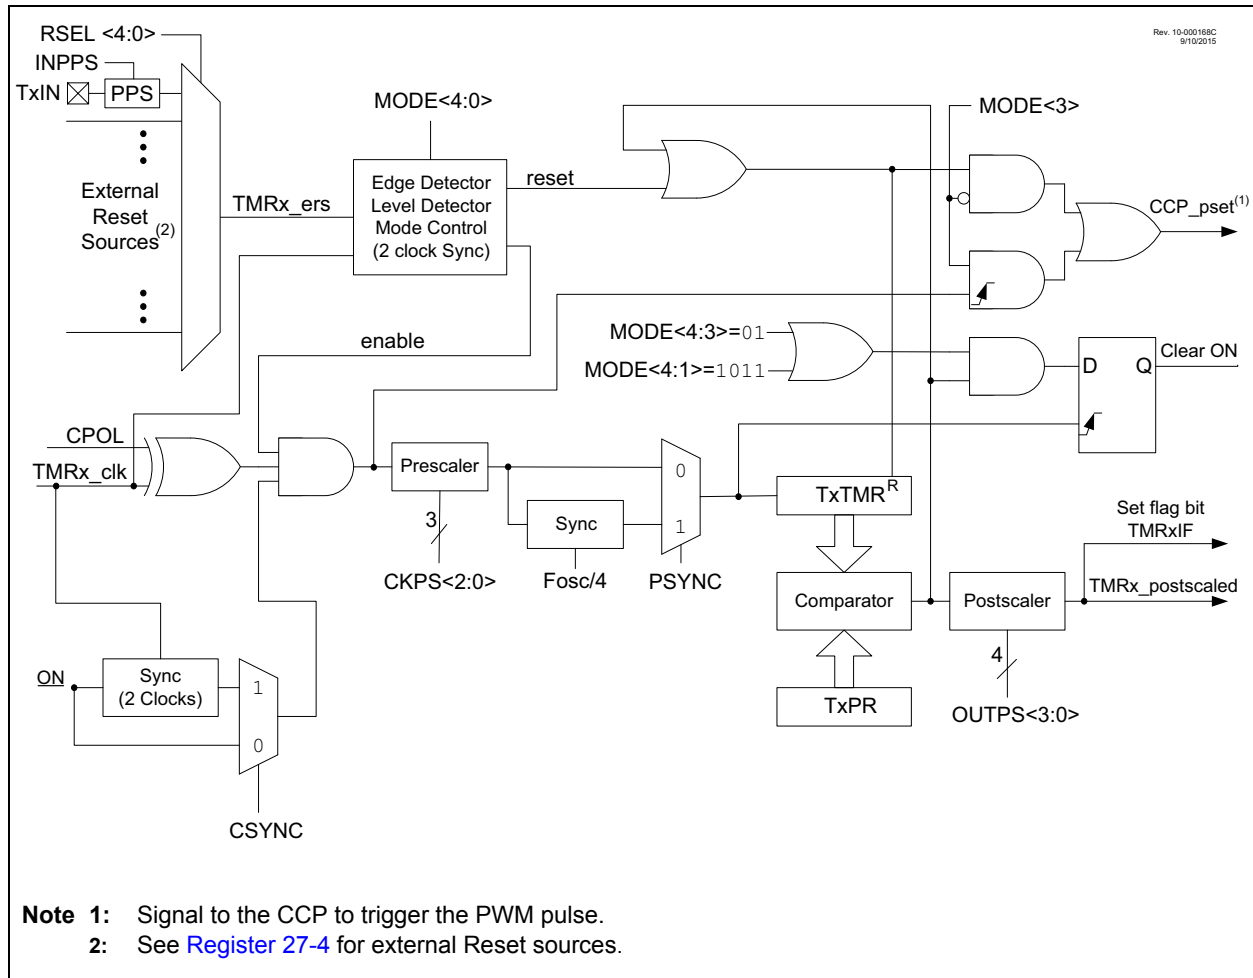 Rev. 10-000168C
9/10/2015
RSEL <4:0>
INPPS
TxIN
PPS
MODE<4:0>
MODE<3>
External
Reset
Sources(2)
TMRx_ers
Edge Detector
Level Detector
Mode Control
(2 clock Sync)
reset
CCP_pset(1)
enable
MODE<4:3>=01
MODE<4:1>=1011
D
Q
Clear ON
CPOL
TMRx_clk
Prescaler
0
1
Sync
3
CKPS<2:0>
Fosc/4
PSYNC
TxTMR
R
Set flag bit
TMRxIF
Comparator
Postscaler
TMRx_postscaled
4
TxPR
OUTPS<3:0>
ON
Sync
(2 Clocks)
1
0
CSYNC
Note 1: Signal to the CCP to trigger the PWM pulse.
2: See Register 27-4 for external Reset sources.